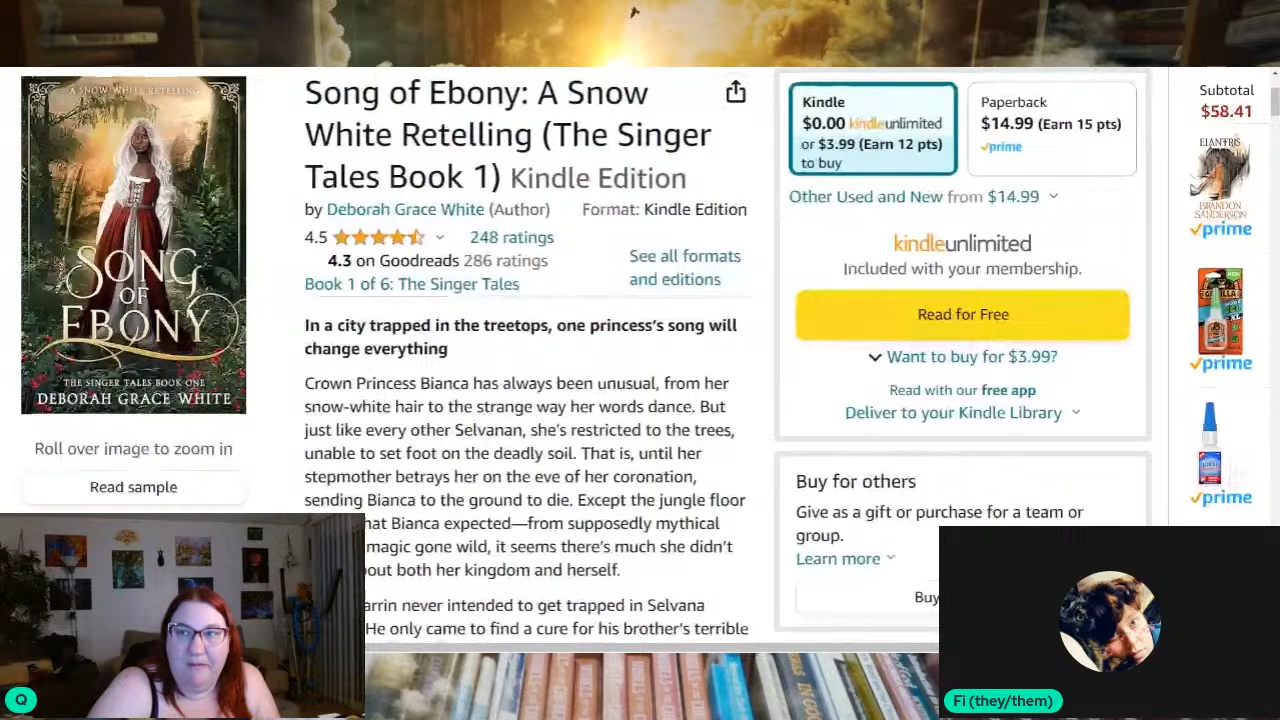 A SNOW WHITE RETELLING
SONG
OF
EBONY
THE SINGER TALES BOOK ONE
DEBORAH GRACE WHITE
Roll over image to zoom in
Read sample
Song of Ebony: A Snow
White Retelling (The Singer
Tales Book 1) Kindle Edition
by Deborah Grace White (Author) Format: Kindle Edition
4.5 248 ratings
4.3 on Goodreads 286 ratings
See all formats
and editions
Book 1 of 6: The Singer Tales
In a city trapped in the treetops, one princess’s song will
change everything
Crown Princess Bianca has always been unusual, from her
snow-white hair to the strange way her words dance. But
just like every other Selvanan, she’s restricted to the trees,
unable to set foot on the deadly soil. That is, until her
stepmother betrays her on the eve of her coronation,
sending Bianca to the ground to die. Except the jungle floor
hat Bianca expected—from supposedly mythical
magic gone wild, it seems there’s much she didn’t
out both her kingdom and herself.
arrin never intended to get trapped in Selvana
He only came to find a cure for his brother’s terrible
Kindle
$0.00 kindleunlimited
or $3.99 (Earn 12 pts)
to buy
Paperback
$14.99 (Earn 15 pts)
prime
Other Used and New from $14.99
kindleunlimited
Included with your membership.
Read for Free
Want to buy for $3.99?
Read with our free app
Deliver to your Kindle Library
Buy for others
Give as a gift or purchase for a team or
group.
Learn more
Buy
Subtotal
$58.41
ELANTRIS
BRANDON
SANDERSON
prime
prime
prime
Q
Fi (they/them)